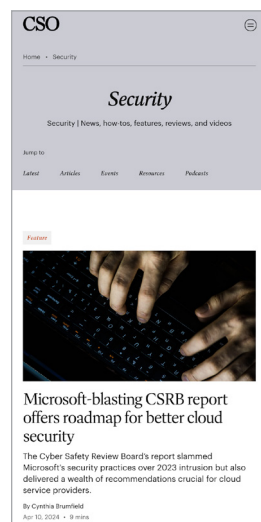 CSO
Home • Security
Security
Security | News, how-tos, features, reviews, and videos
Jump to
Latest Articles Events Resources Podcasts
Feature
Microsoft-blasting CSRB report
offers roadmap for better cloud
security
The Cyber Safety Review Board's report slammed
Microsoft's security practices over 2023 intrusion but also
delivered a wealth of recommendations crucial for cloud
service providers.
By Cynthia Brumfield
Apr 10, 2024 • 9 mins